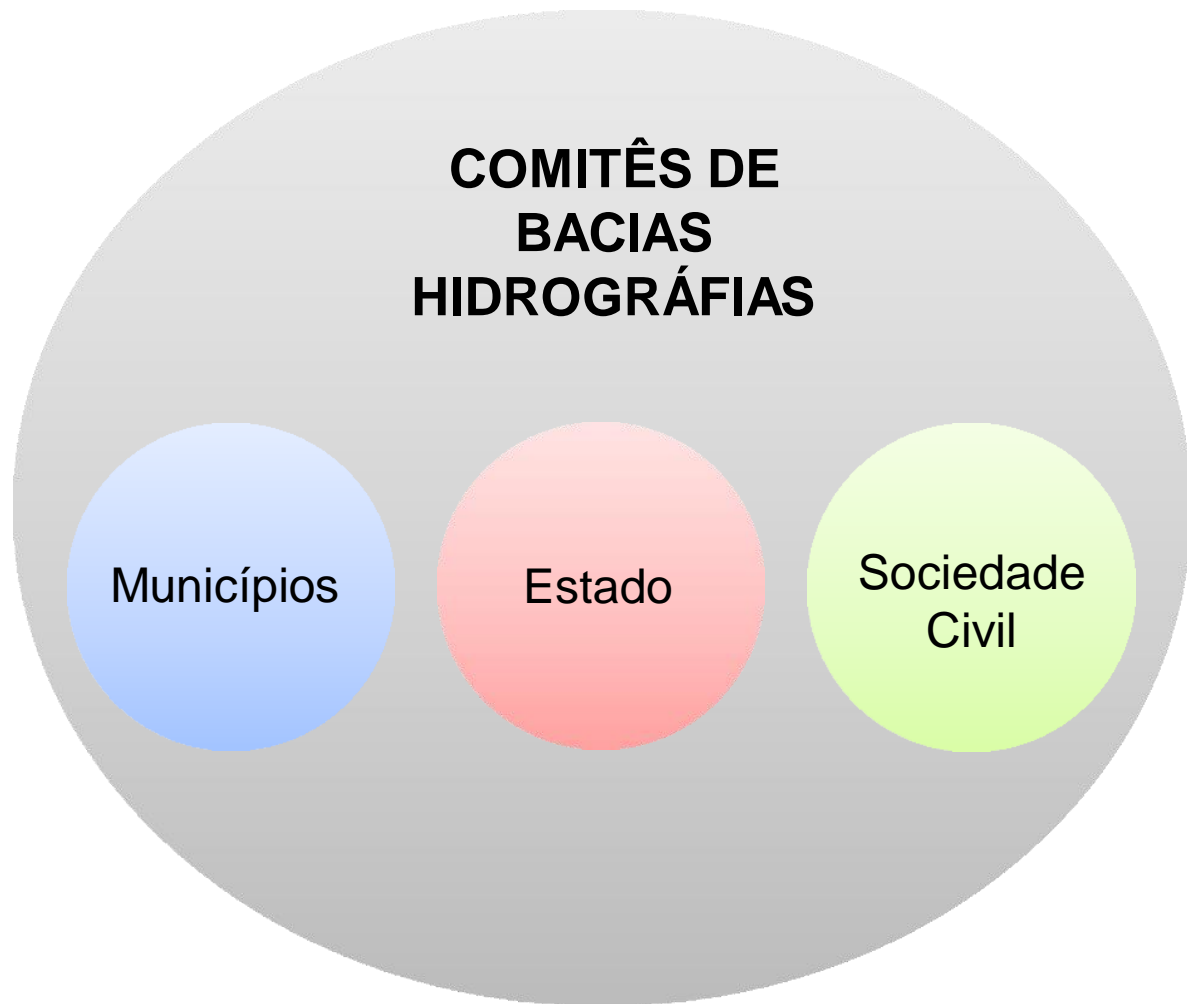 COMITÊS DE
BACIAS
HIDROGRÁFIAS
Municípios
Estado
Sociedade
Civil